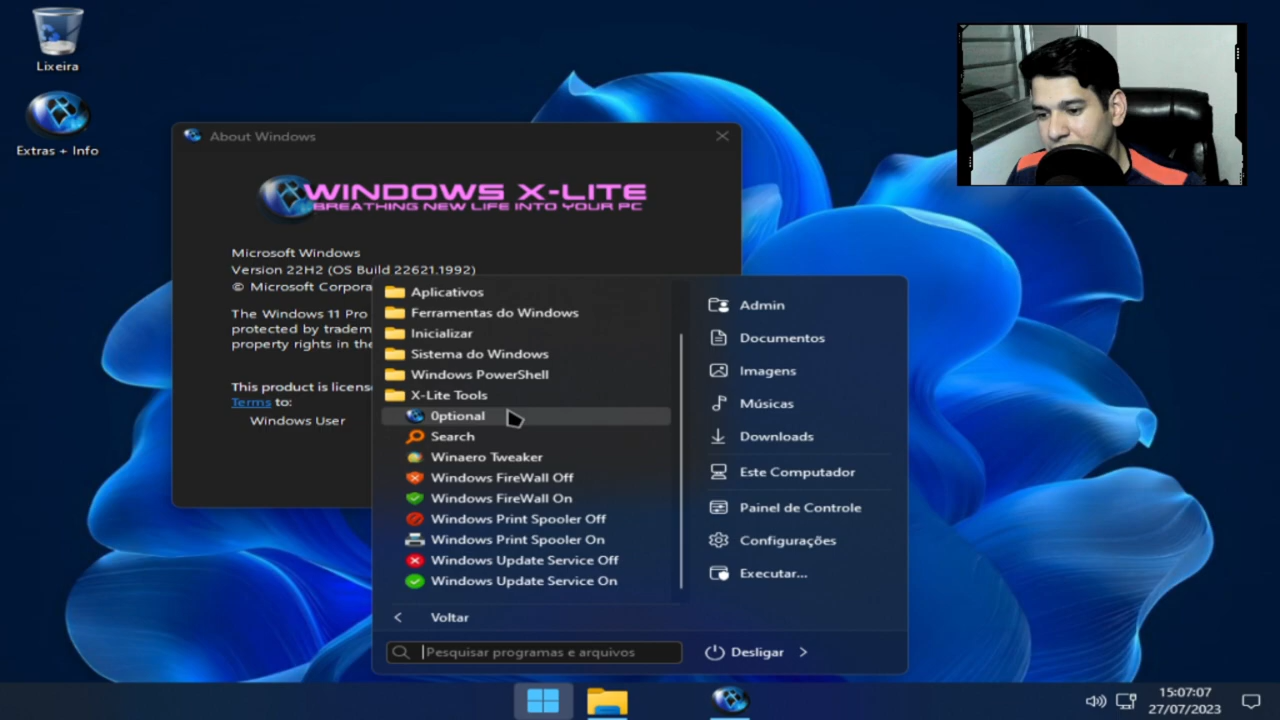 Lixeira
Extras + Info
About Windows
WINDOWS X-LITE
BREATHING NEW LIFE INTO YOUR PC
Microsoft Windows
Version 22H2 (OS Build 22621.1992)
© Microsoft Corpora
The Windows 11 Pro
protected by tradem
property rights in the
This product is license
Terms to:
Windows User
Aplicativos
Ferramentas do Windows
Inicializar
Sistema do Windows
Windows PowerShell
X-Lite Tools
0ptional
Search
Winaero Tweaker
Windows FireWall Off
Windows FireWall On
Windows Print Spooler Off
Windows Print Spooler On
Windows Update Service Off
Windows Update Service On
Voltar
Pesquisar programas e arquivos
Admin
Documentos
Imagens
Músicas
Downloads
Este Computador
Painel de Controle
Configurações
Executar...
Desligar
15:07:07
27/07/2023